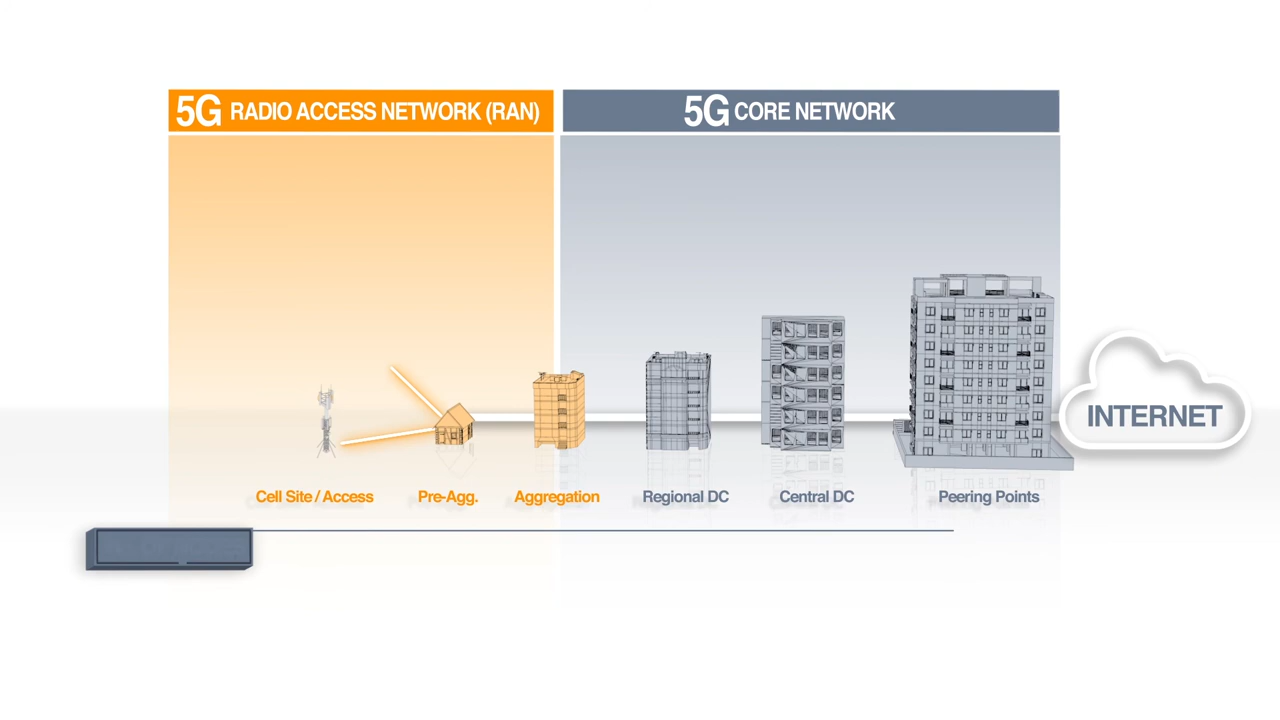 5G RADIO ACCESS NETWORK (RAN)
5G CORE NETWORK
INTERNET
Cell Site / Access
Pre-Agg.
Aggregation
Regional DC
Central DC
Peering Points